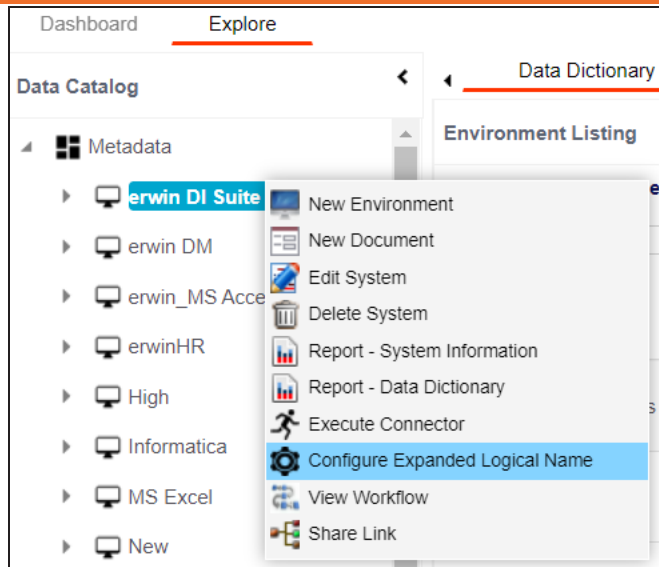 Dashboard Explore
Data Catalog
Data Dictionary
Metadata
Environment Listing
erwin DI Suite
New Environment
erwin DM
New Document
Edit System
erwin_MS Acce
Delete System
erwinHR
Report - System Information
High
Report - Data Dictionary
Execute Connector
Informatica
Configure Expanded Logical Name
MS Excel
View Workflow
New
Share Link